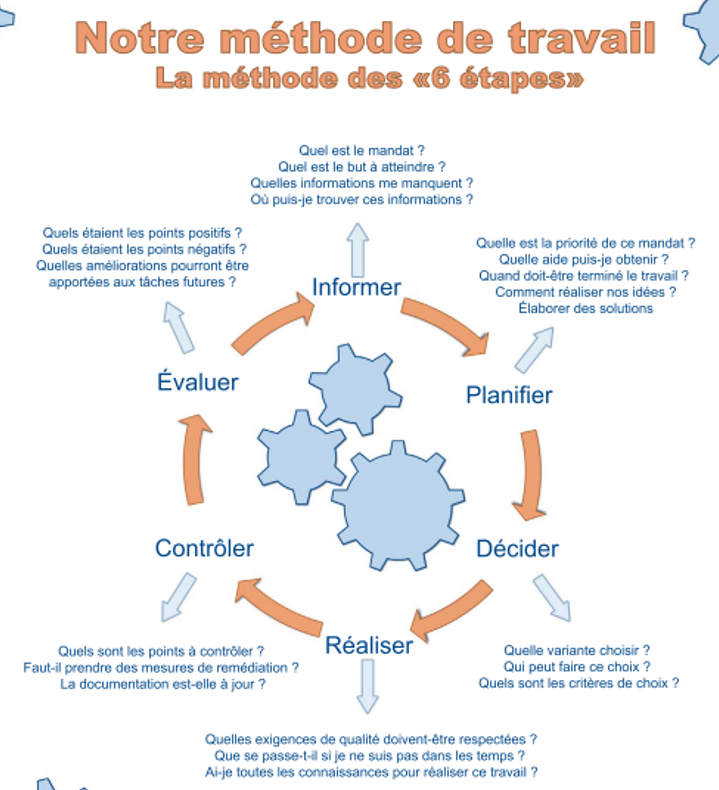 Notre méthode de travail
La méthode des «6 étapes»
Quel est le mandat ?
Quel est le but à atteindre ?
Quelles informations me manquent ?
Où puis-je trouver ces informations ?
Informer
Quelle est la priorité de ce mandat ?
Quelle aide puis-je obtenir ?
Quand doit-être terminé le travail ?
Comment réaliser nos idées ?
Élaborer des solutions
Planifier
Décider
Quelle variante choisir ?
Qui peut faire ce choix ?
Quels sont les critères de choix ?
Réaliser
Quelles exigences de qualité doivent-être respectées ?
Que se passe-t-il si je ne suis pas dans les temps ?
Ai-je toutes les connaissances pour réaliser ce travail ?
Contrôler
Quels sont les points à contrôler ?
Faut-il prendre des mesures de remédiation ?
La documentation est-elle à jour ?
Évaluer
Quels étaient les points positifs ?
Quels étaient les points négatifs ?
Quelles améliorations pourront être
apportées aux tâches futures ?